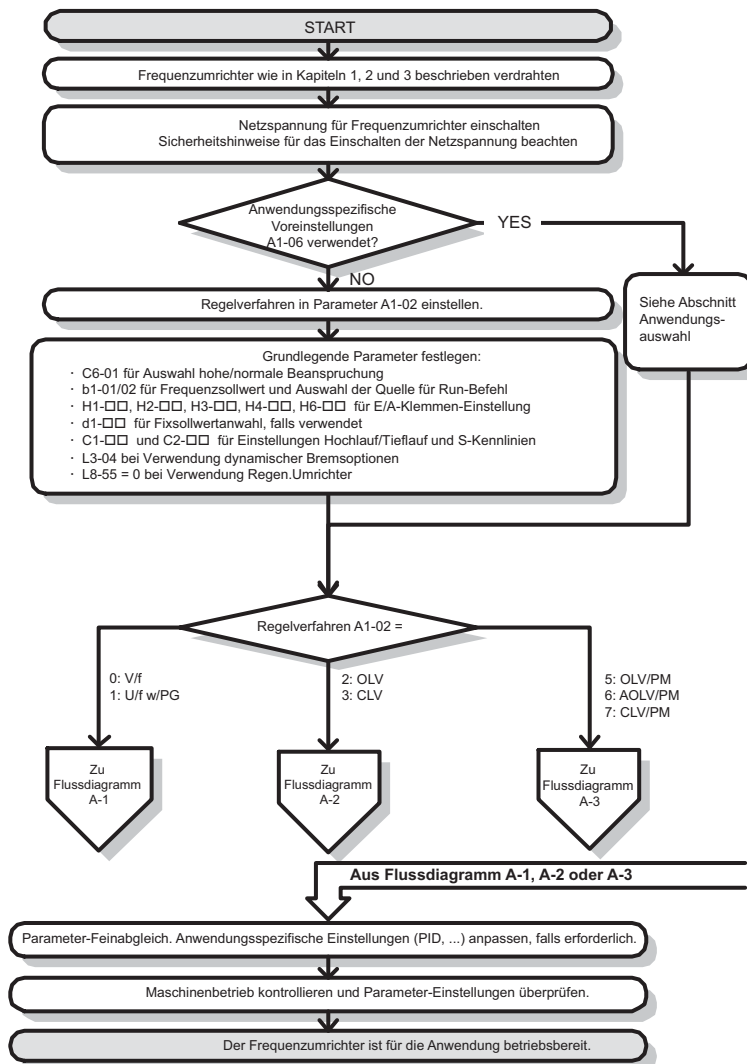 START
Frequenzumrichter wie in Kapiteln 1, 2 und 3 beschrieben verdrahten
Netzspannung für Frequenzumrichter einschalten
Sicherheitshinweise für das Einschalten der Netzspannung beachten
Anwendungsspezifische
Voreinstellungen
A1-06 verwendet?
YES
NO
Regelverfahren in Parameter A1-02 einstellen.
Siehe Abschnitt
Anwendungs-
auswahl
Grundlegende Parameter festlegen:
· C6-01 für Auswahl hohe/normale Beanspruchung
· b1-01/02 für Frequenzsollwert und Auswahl der Quelle für Run-Befehl
· H1-□□, H2-□□, H3-□□, H4-□□, H6-□□ für E/A-Klemmen-Einstellung
· d1-□□ für Fixsollwertanwahl, falls verwendet
· C1-□□ und C2-□□ für Einstellungen Hochlauf/Tieflauf und S-Kennlinien
· L3-04 bei Verwendung dynamischer Bremsoptionen
· L8-55 = 0 bei Verwendung Regen.Umrichter
Regelverfahren A1-02 =
0: V/f
1: U/f w/PG
2: OLV
3: CLV
5: OLV/PM
6: AOLV/PM
7: CLV/PM
Zu
Flussdiagramm
A-1
Zu
Flussdiagramm
A-2
Zu
Flussdiagramm
A-3
Aus Flussdiagramm A-1, A-2 oder A-3
Parameter-Feinabgleich. Anwendungsspezifische Einstellungen (PID, ...) anpassen, falls erforderlich.
Maschinenbetrieb kontrollieren und Parameter-Einstellungen überprüfen.
Der Frequenzumrichter ist für die Anwendung betriebsbereit.